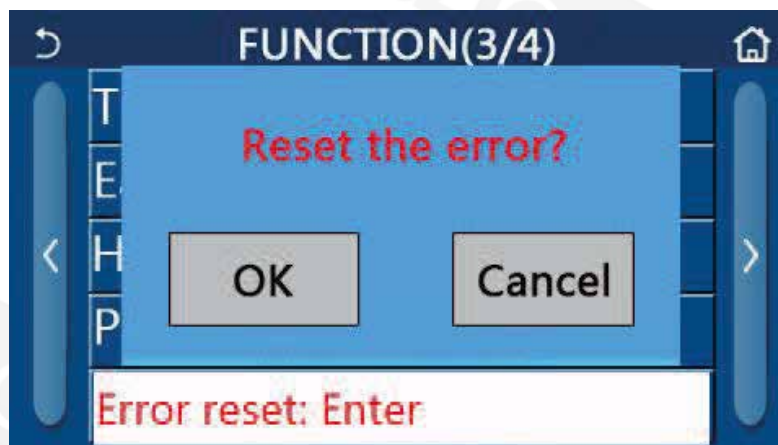 FUNCTION(3/4)
T
Reset the error?
E
H
OK
Cancel
P
Error reset: Enter